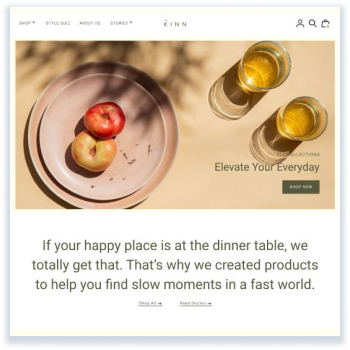 SHOP
STYLE QUIZ
ABOUT US
STORIES
KINN
COLLECTIONS
Elevate Your Everyday
SHOP NOW
If your happy place is at the dinner table, we
totally get that. That's why we created products
to help you find slow moments in a fast world.
Shop All
Read Stories